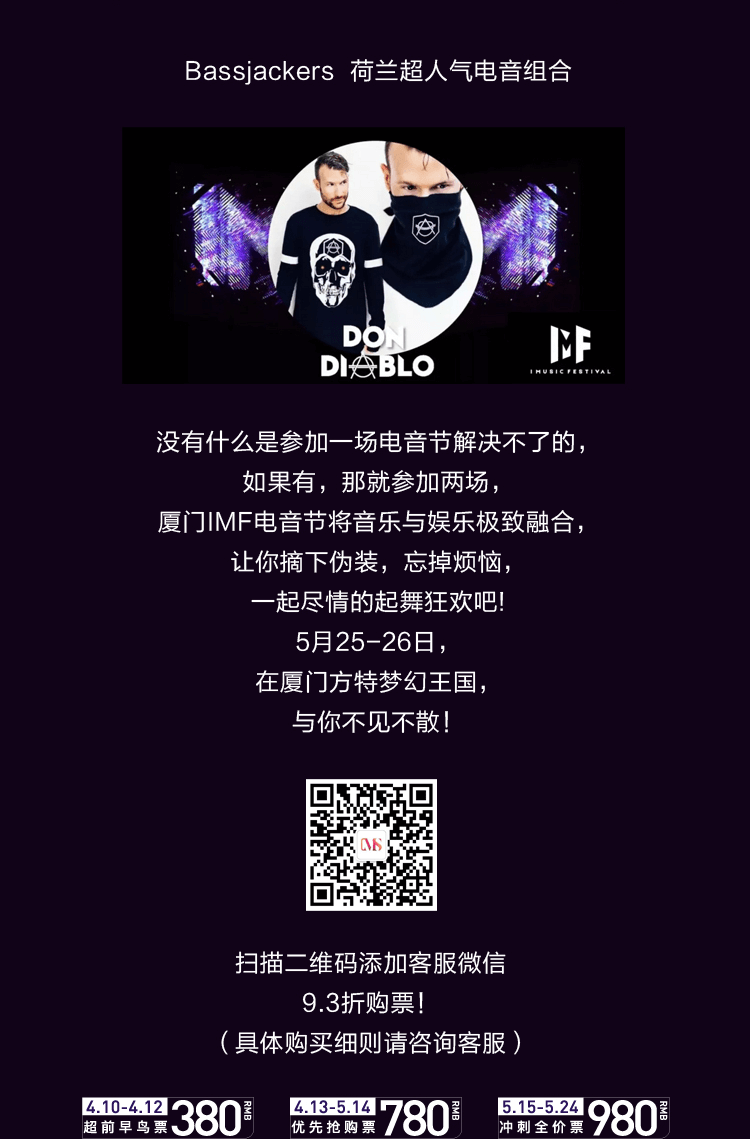 Bassjackers 荷兰超人气电音组合
DON
DIABLO
IMF
I MUSIC FESTIVAL
没有什么是参加一场电音节解决不了的，
如果有，那就参加两场，
厦门IMF电音节将音乐与娱乐极致融合，
让你摘下伪装，忘掉烦恼，
一起尽情的起舞狂欢吧!
5月25-26日，
在厦门方特梦幻王国，
与你不见不散！
IMS
扫描二维码添加客服微信
9.3折购票！
（具体购买细则请咨询客服）
4.10-4.12
超前早鸟票 380 RMB
4.13-5.14
优先抢购票 780 RMB
5.15-5.24
冲刺全价票 980 RMB